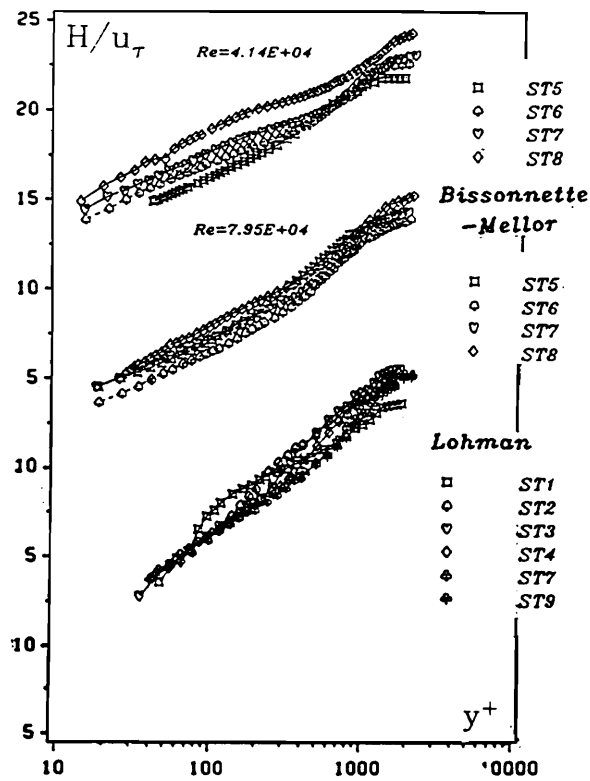 25
H/uτ
Re=4.14E+04
20
15
10
5
10
5
10
5
ST5
ST6
ST7
ST8
Bissonnette
-Mellor
Re=7.95E+04
ST5
ST6
ST7
ST8
Lohman
ST1
ST2
ST3
ST4
ST7
ST9
y+
10
100
1000
0000